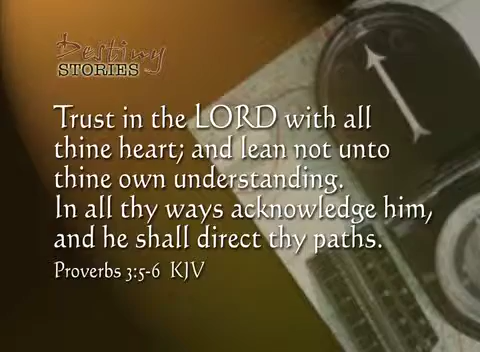 Destiny
STORIES
Trust in the LORD with all
thine heart; and lean not unto
thine own understanding.
In all thy ways acknowledge him,
and he shall direct thy paths.
Proverbs 3:5-6 KJV